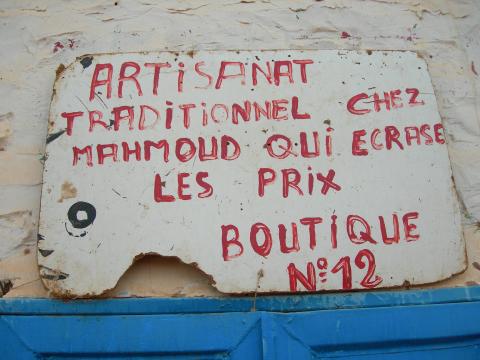 ARTISANAT
TRADITIONNEL CHEZ
MAHMOUD QUI ECRASE
LES PRIX
BOUTIQUE
N°12